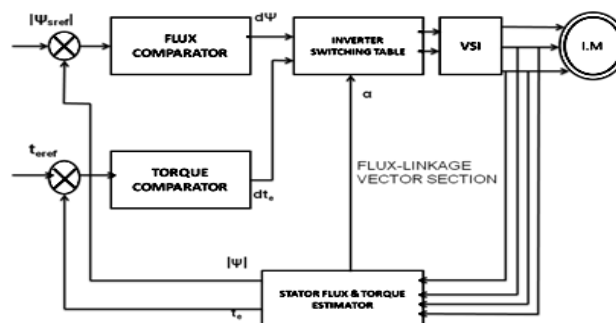 |Ψsref|
dΨ
FLUX
COMPARATOR
INVERTER
SWITCHING TABLE
VSI
I.M
α
teref
TORQUE
COMPARATOR
dte
FLUX-LINKAGE
VECTOR SECTION
|Ψ|
STATOR FLUX & TORQUE
ESTIMATOR
te